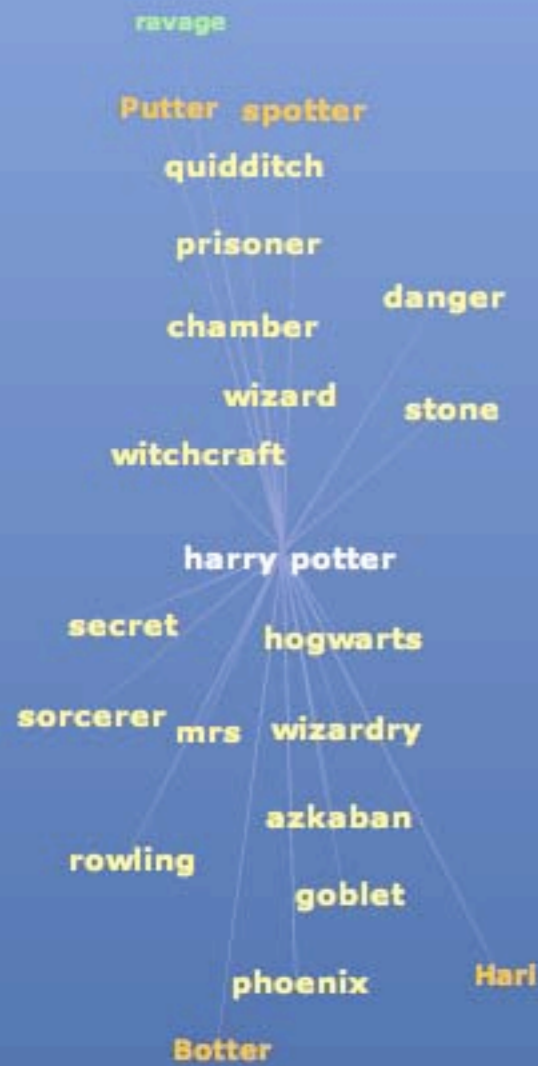 ravage
Putter spotter
quidditch
prisoner
danger
chamber
wizard
stone
witchcraft
harry potter
secret
hogwarts
sorcerer mrs wizardry
azkaban
rowling
goblet
Hari
phoenix
Botter